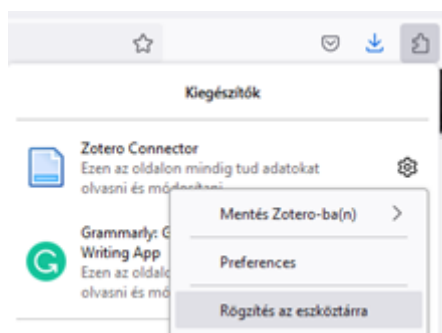 Kiegészítők
Zotero Connector
Ezen az oldalon mindig tud adatokat
olvasni és módosítani
Mentés Zotero-ba(n)
Grammarly: G
Writing App
Preferences
Ezen az oldalo
olvasni és mó
Rögzítés az eszköztárra